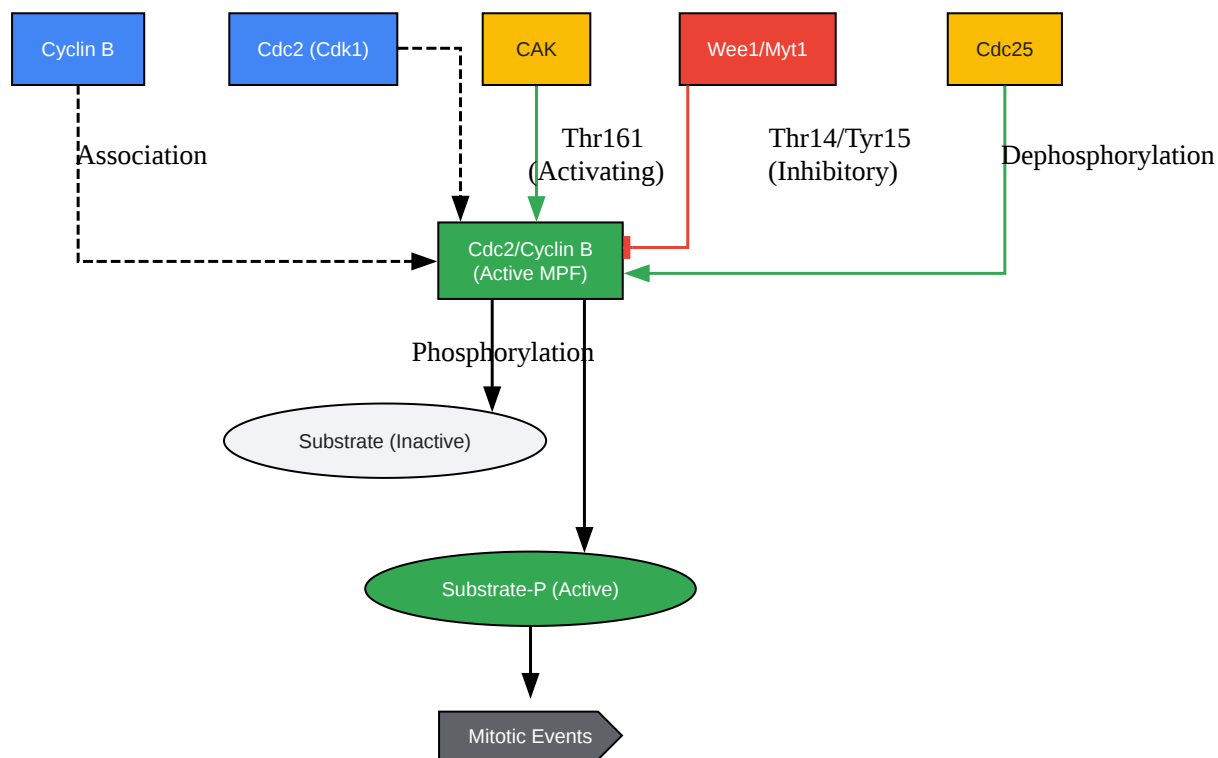 Cyclin B
Cdc2 (Cdk1)
CAK
Wee1/Myt1
Cdc25
Association
Thr161
(Activating)
Thr14/Tyr15
(Inhibitory)
Dephosphorylation
Cdc2/Cyclin B
(Active MPF)
Phosphorylation
Substrate (Inactive)
Substrate-P (Active)
Mitotic Events